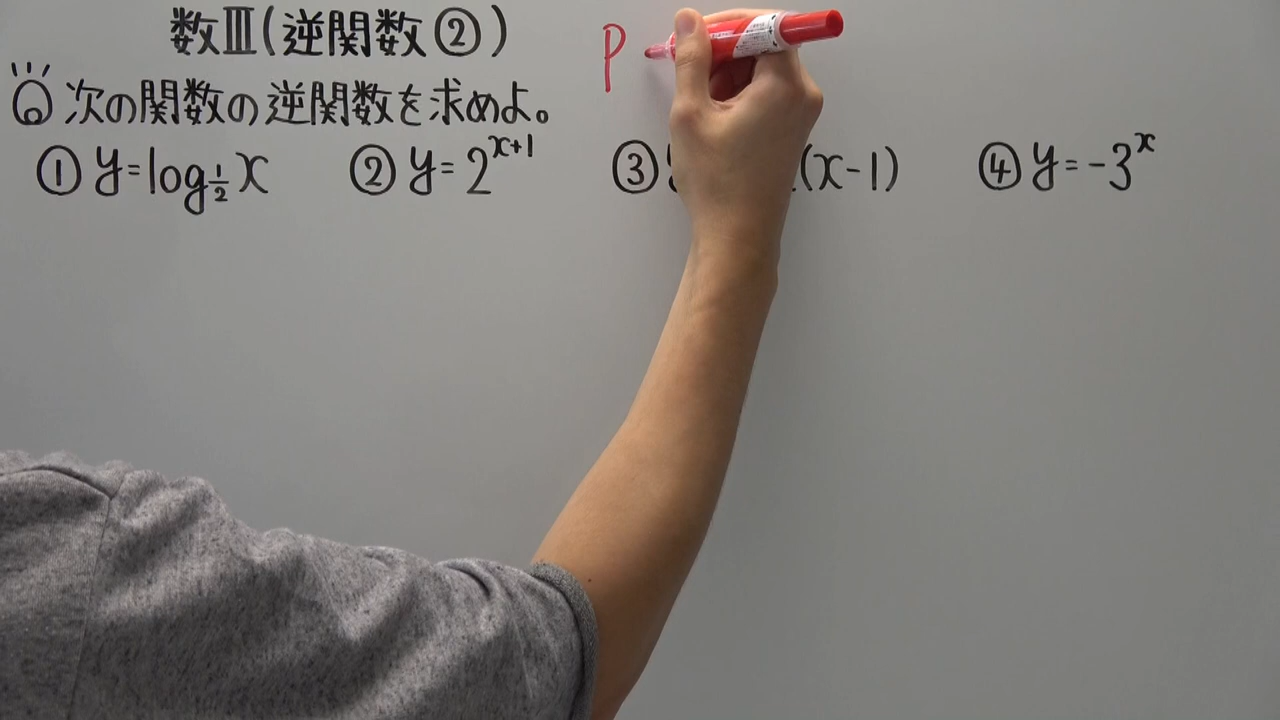 数Ⅲ(逆関数②)
P
次の関数の逆関数を求めよ。
① y=log½x
② y=2^{x+1}
③ (x-1)
④ y=-3^x